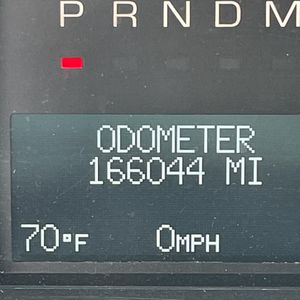 P R N D M
ODOMETER
166044 MI
70°F 0MPH